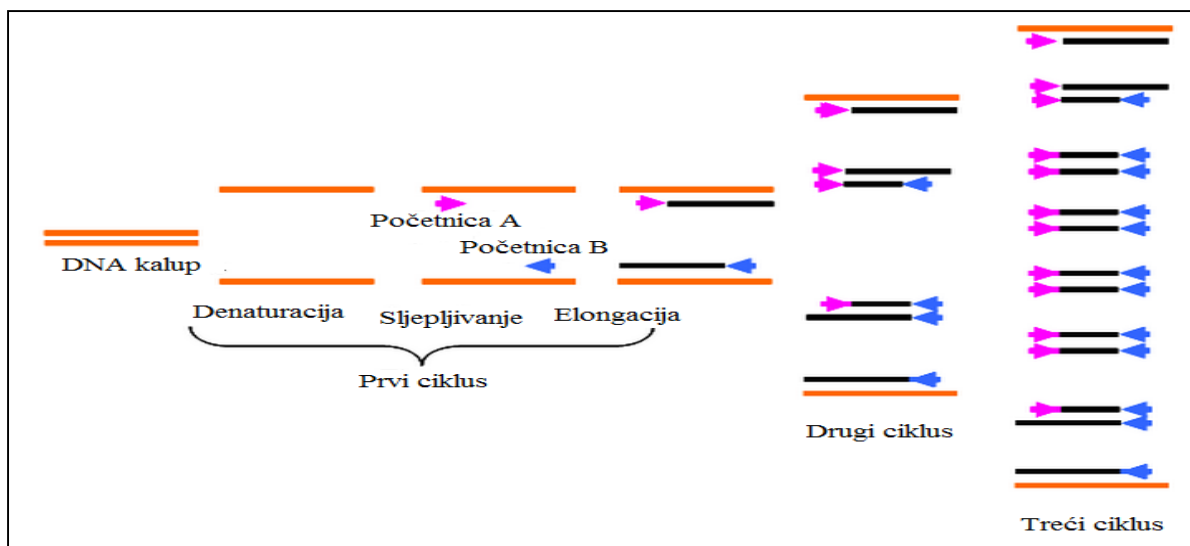 DNA kalup
Početnica A
Početnica B
Denaturacija
Sljepljivanje
Elongacija
Prvi ciklus
Drugi ciklus
Treći ciklus